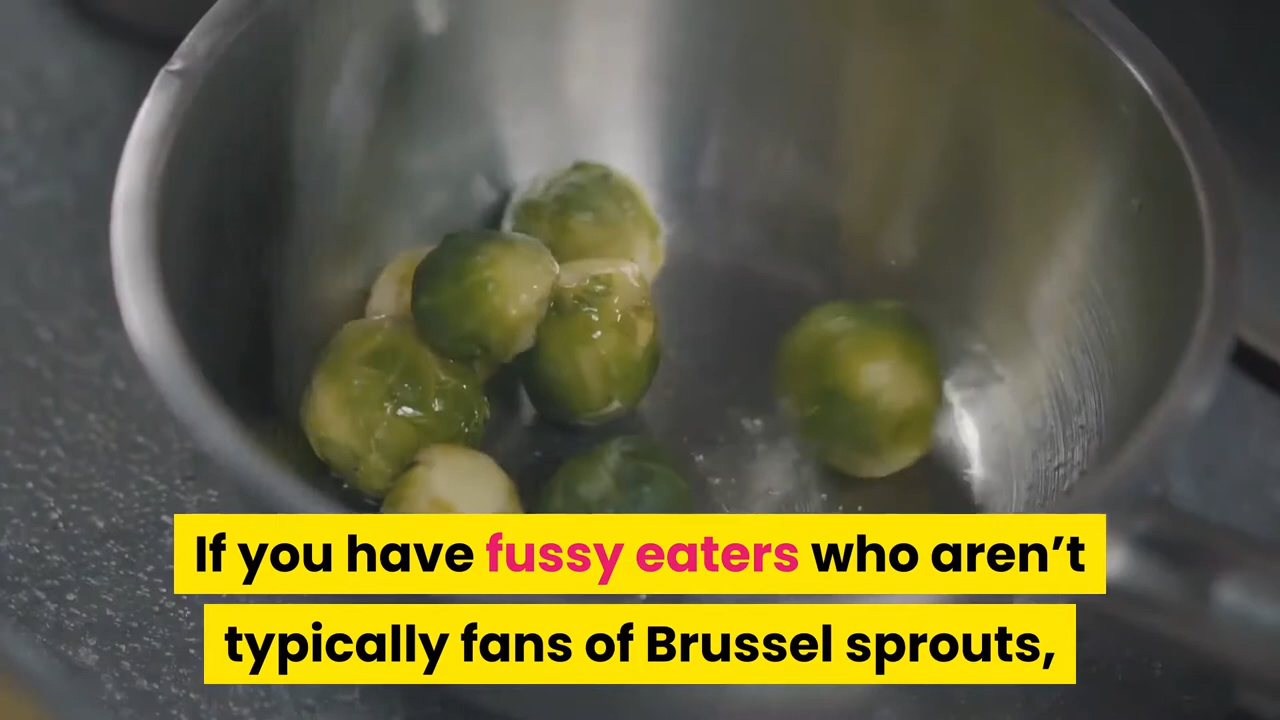 If you have fussy eaters who aren’t
typically fans of Brussel sprouts,